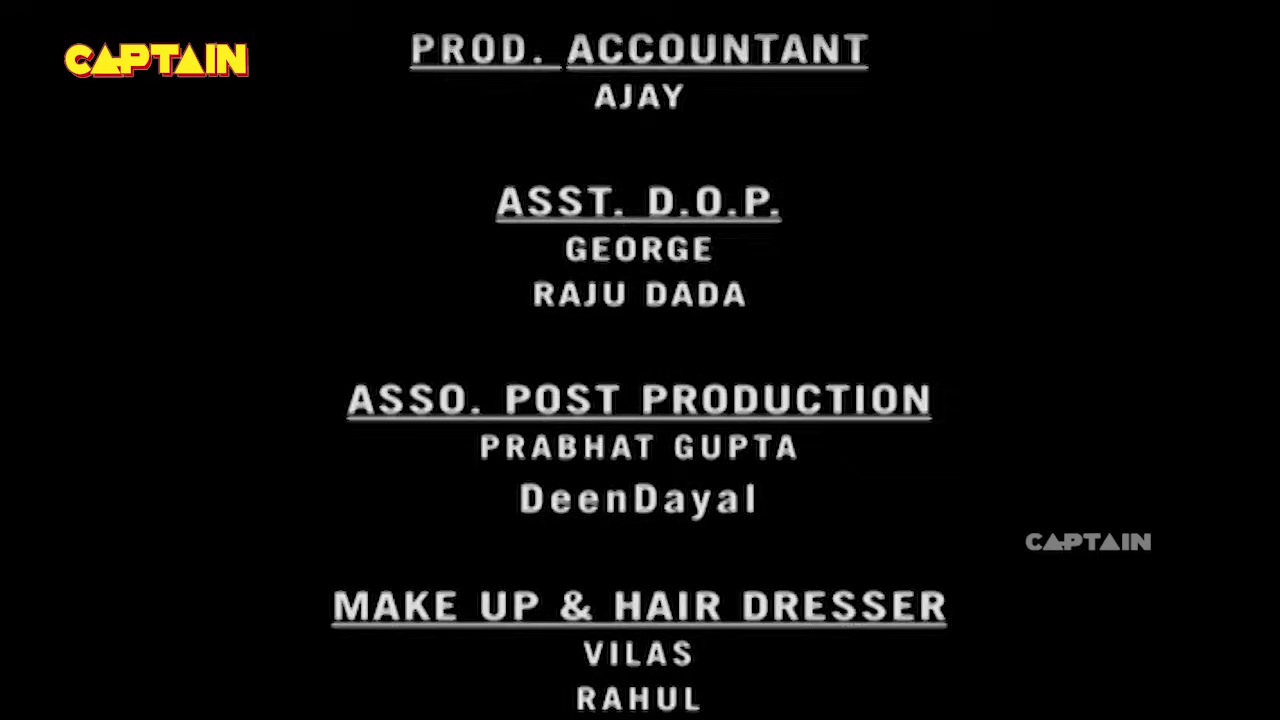 CAPTAIN
PROD. ACCOUNTANT
AJAY
ASST. D.O.P.
GEORGE
RAJU DADA
ASSO. POST PRODUCTION
PRABHAT GUPTA
DeenDayal
CAPTAIN
MAKE UP & HAIR DRESSER
VILAS
RAHUL